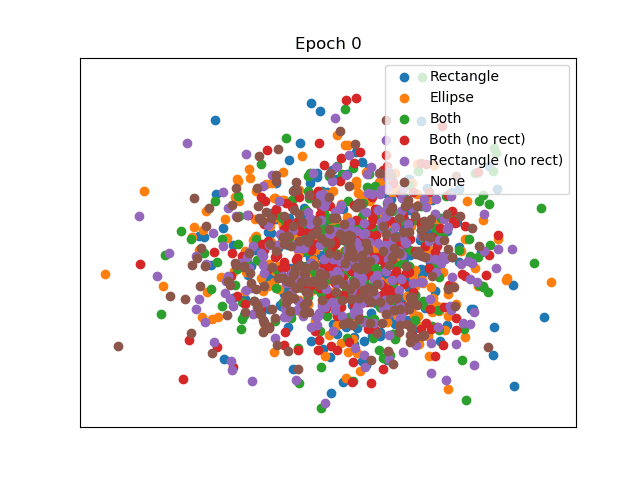 Epoch 0
Rectangle
Ellipse
Both
Both (no rect)
Rectangle (no rect)
None